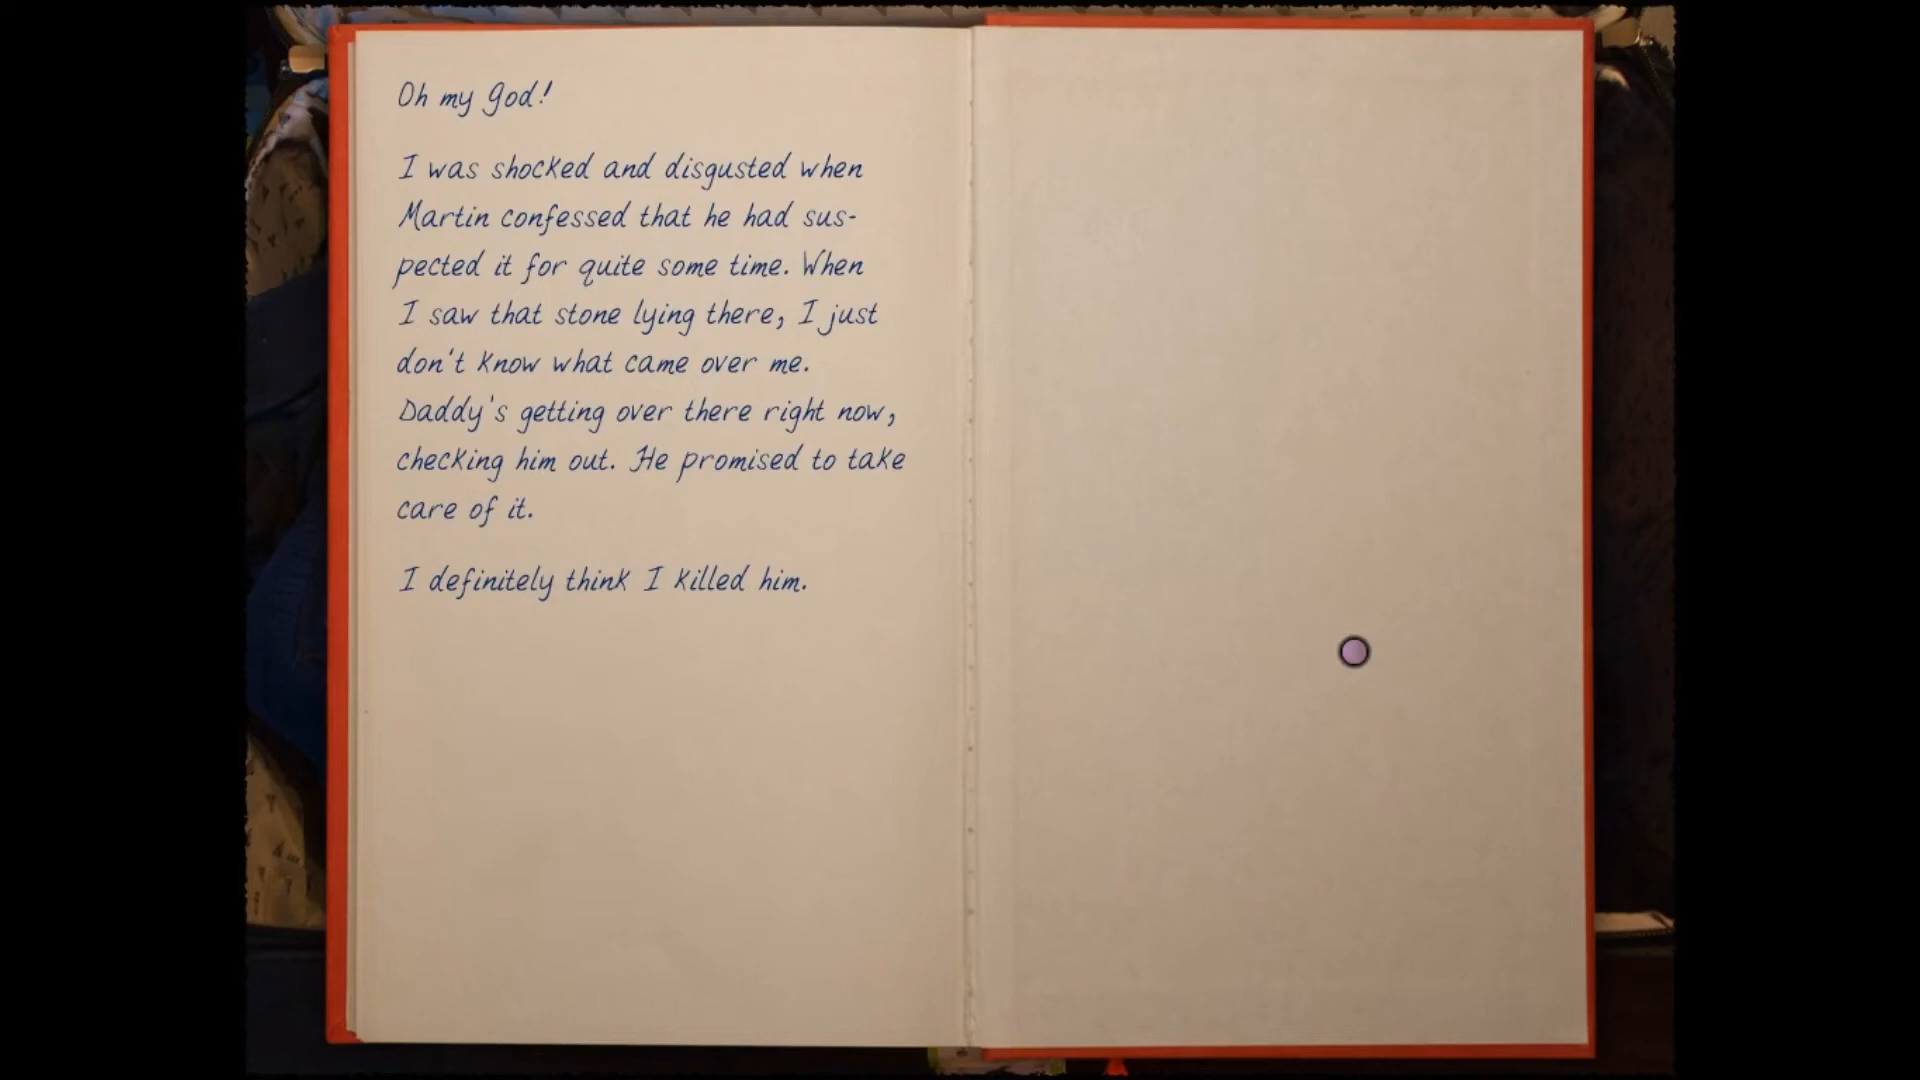 Oh my god!
I was shocked and disgusted when
Martin confessed that he had sus-
pected it for quite some time. When
I saw that stone lying there, I just
don't know what came over me.
Daddy's getting over there right now,
checking him out. He promised to take
care of it.
I definitely think I killed him.